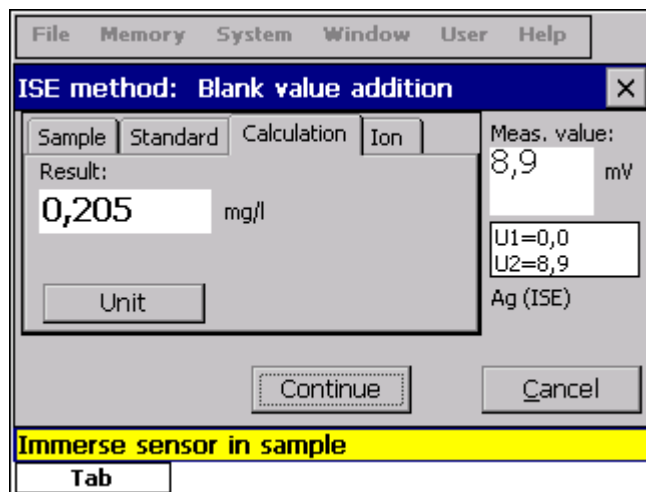 File Memory System Window User Help
ISE method: Blank value addition
Sample Standard Calculation Ion
Result:
0,205 mg/l
Unit
Meas. value:
8,9 mV
U1=0,0
U2=8,9
Ag (ISE)
Continue Cancel
Immerse sensor in sample
Tab